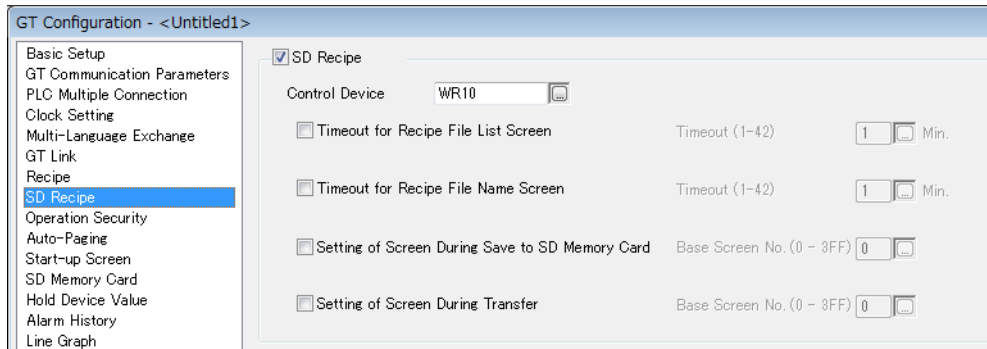 GT Configuration - <Untitled1>
Basic Setup
GT Communication Parameters
PLC Multiple Connection
Clock Setting
Multi-Language Exchange
GT Link
Recipe
SD Recipe
Operation Security
Auto-Paging
Start-up Screen
SD Memory Card
Hold Device Value
Alarm History
Line Graph
SD Recipe
Control Device WR10 ...
Timeout for Recipe File List Screen Timeout (1-42) 1 ... Min.
Timeout for Recipe File Name Screen Timeout (1-42) 1 ... Min.
Setting of Screen During Save to SD Memory Card Base Screen No. (0 - 3FF) 0 ...
Setting of Screen During Transfer Base Screen No. (0 - 3FF) 0 ...